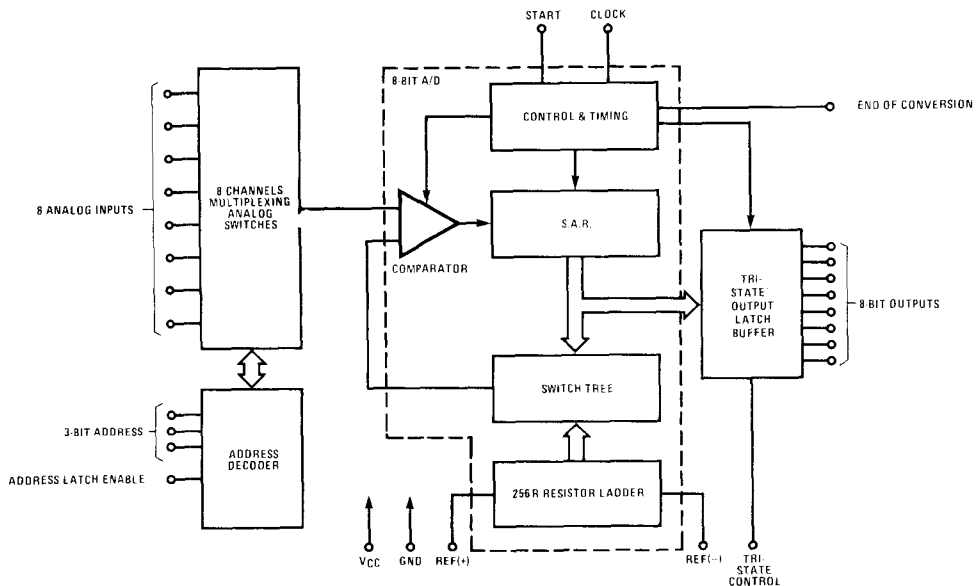 START
CLOCK
8-BIT A/D
CONTROL & TIMING
END OF CONVERSION
8 ANALOG INPUTS
8 CHANNELS
MULTIPLEXING
ANALOG
SWITCHES
S.A.R.
COMPARATOR
TRI-
STATE
OUTPUT
LATCH
BUFFER
8-BIT OUTPUTS
SWITCH TREE
3-BIT ADDRESS
ADDRESS
DECODER
ADDRESS LATCH ENABLE
256R RESISTOR LADDER
VCC
GND
REF(+)
REF(−)
TRI-
STATE
CONTROL